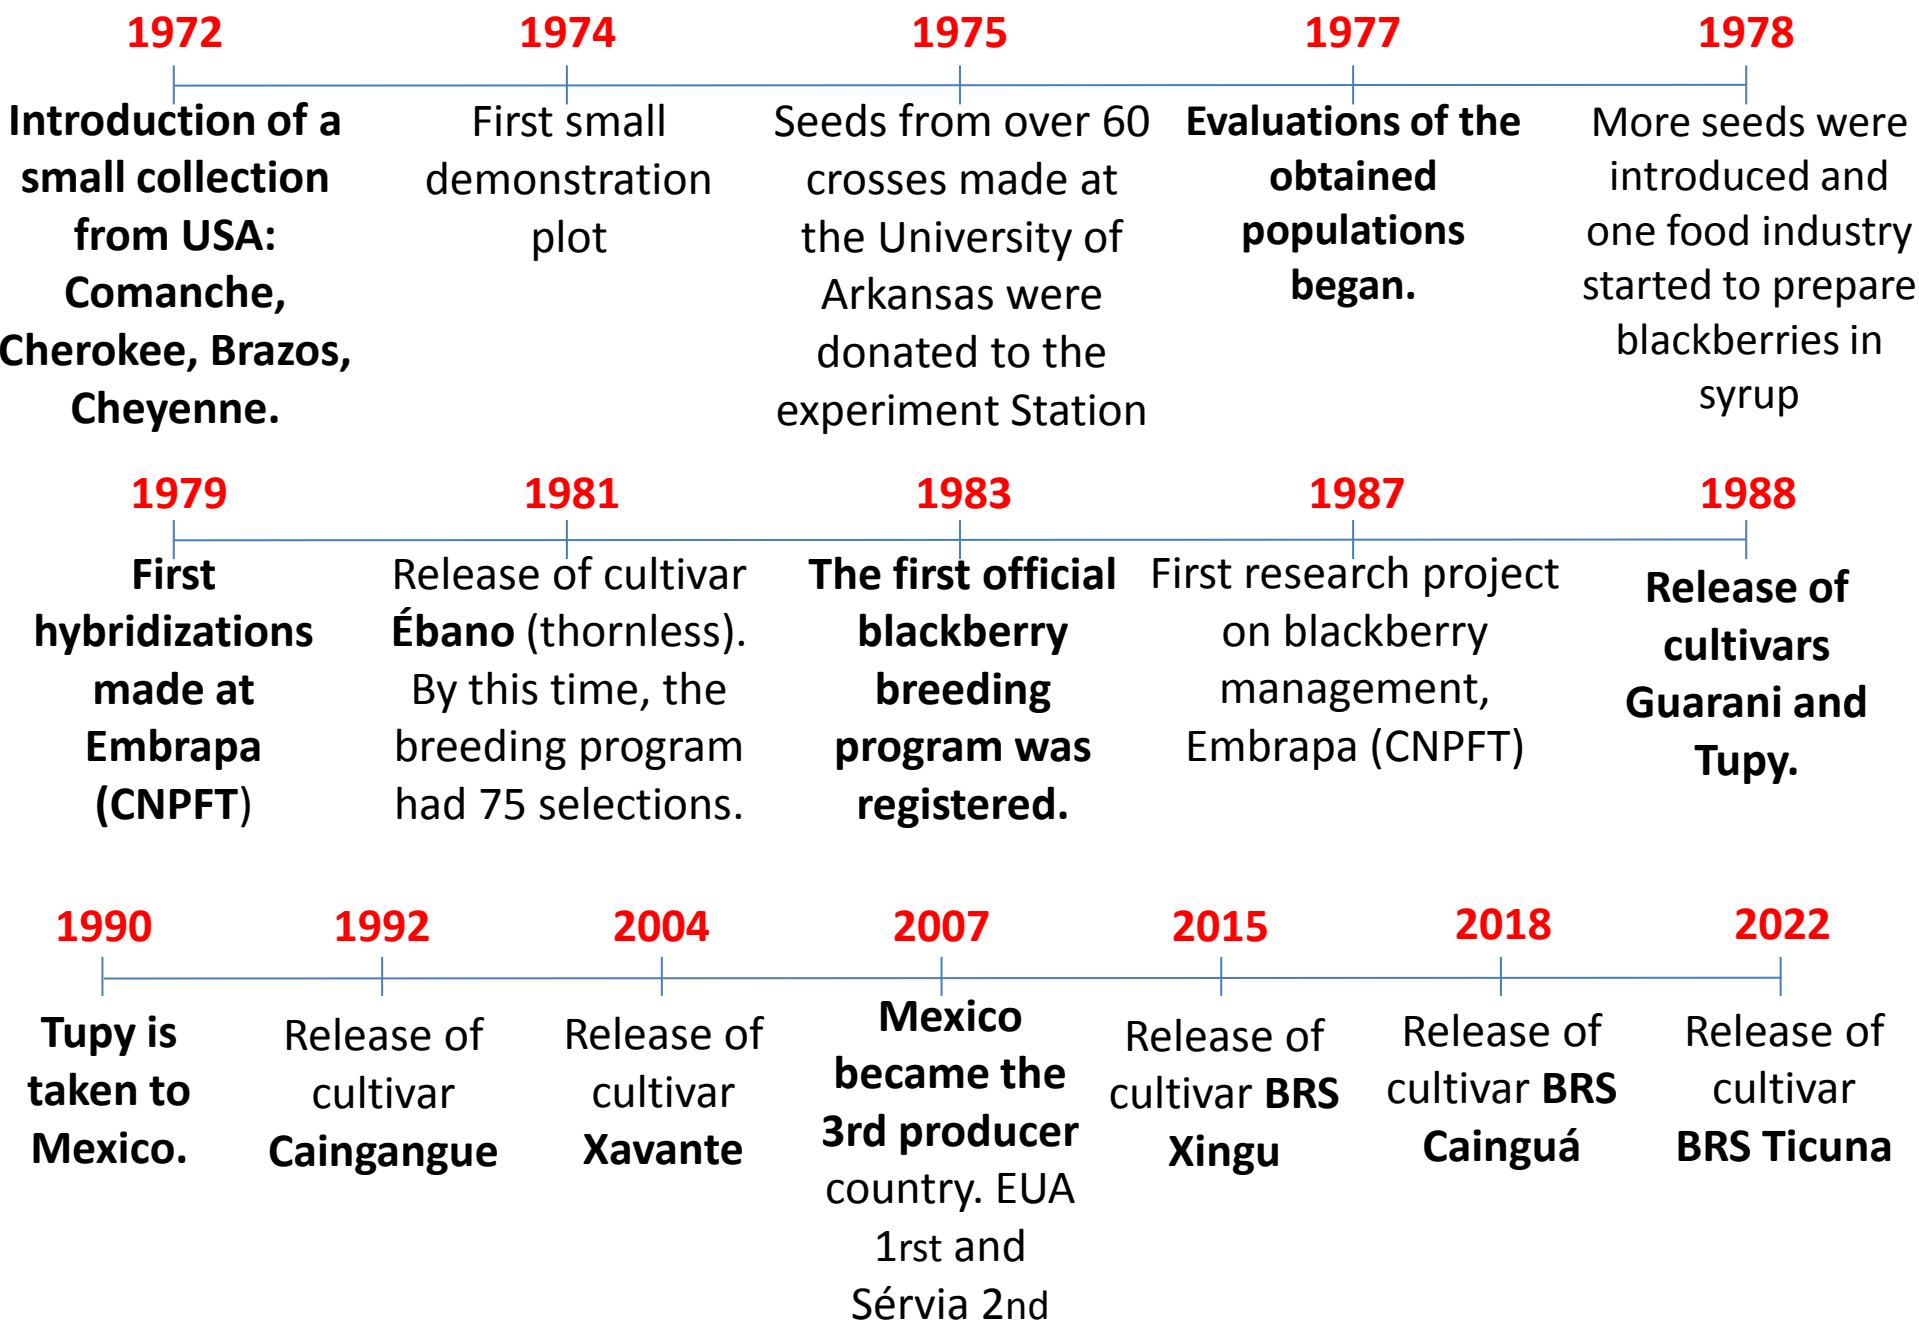 1972
Introduction of a
small collection
from USA:
Comanche,
Cherokee, Brazos,
Cheyenne.
1974
First small
demonstration
plot
1975
Seeds from over 60
crosses made at
the University of
Arkansas were
donated to the
experiment Station
1977
Evaluations of the
obtained
populations
began.
1978
More seeds were
introduced and
one food industry
started to prepare
blackberries in
syrup
1979
First
hybridizations
made at
Embrapa
(CNPFT)
1981
Release of cultivar
Ébano (thornless).
By this time, the
breeding program
had 75 selections.
1983
The first official
blackberry
breeding
program was
registered.
1987
First research project
on blackberry
management,
Embrapa (CNPFT)
1988
Release of
cultivars
Guarani and
Tupy.
1990
Tupy is
taken to
Mexico.
1992
Release of
cultivar
Caingangue
2004
Release of
cultivar
Xavante
2007
Mexico
became the
3rd producer
country. EUA
1rst and
Sérvia 2nd
2015
Release of
cultivar BRS
Xingu
2018
Release of
cultivar BRS
Cainguá
2022
Release of
cultivar
BRS Ticuna